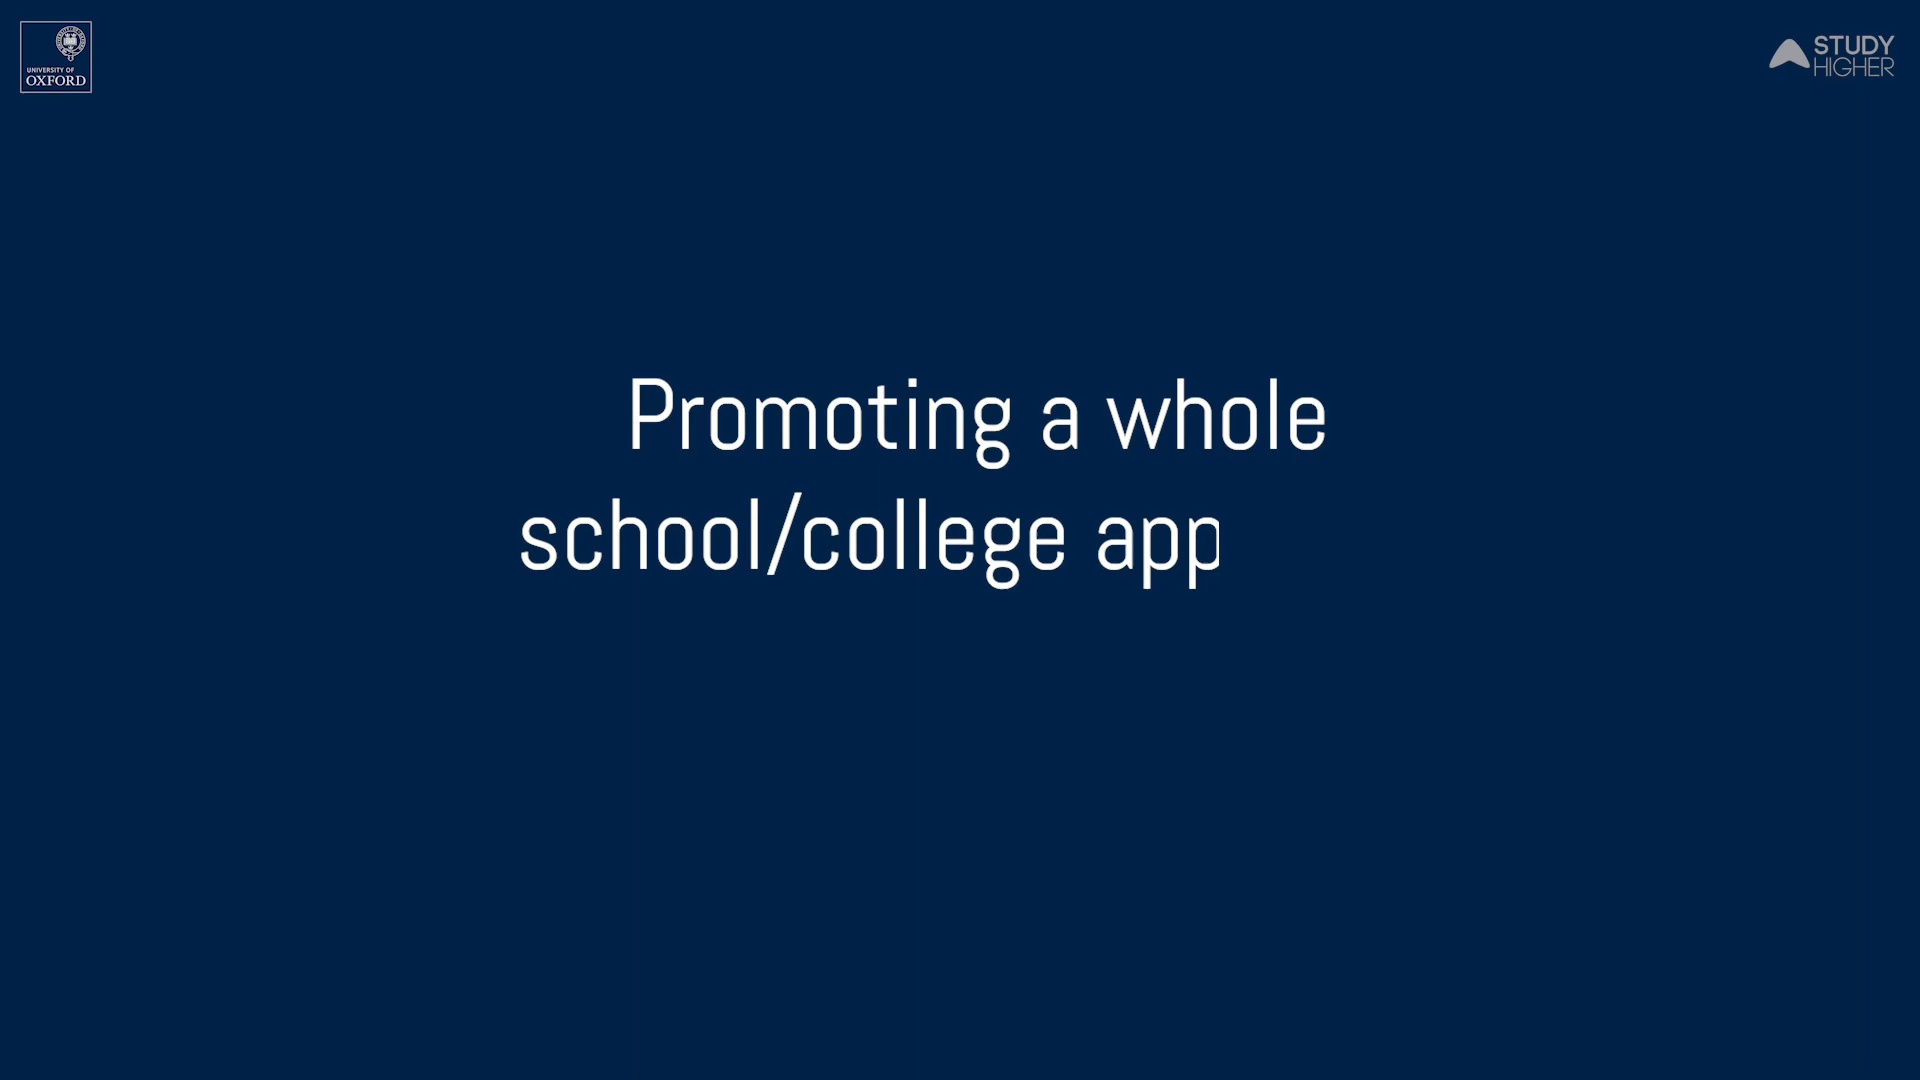 UNIVERSITY OF
OXFORD
STUDY
HIGHER
Promoting a whole
school/college app